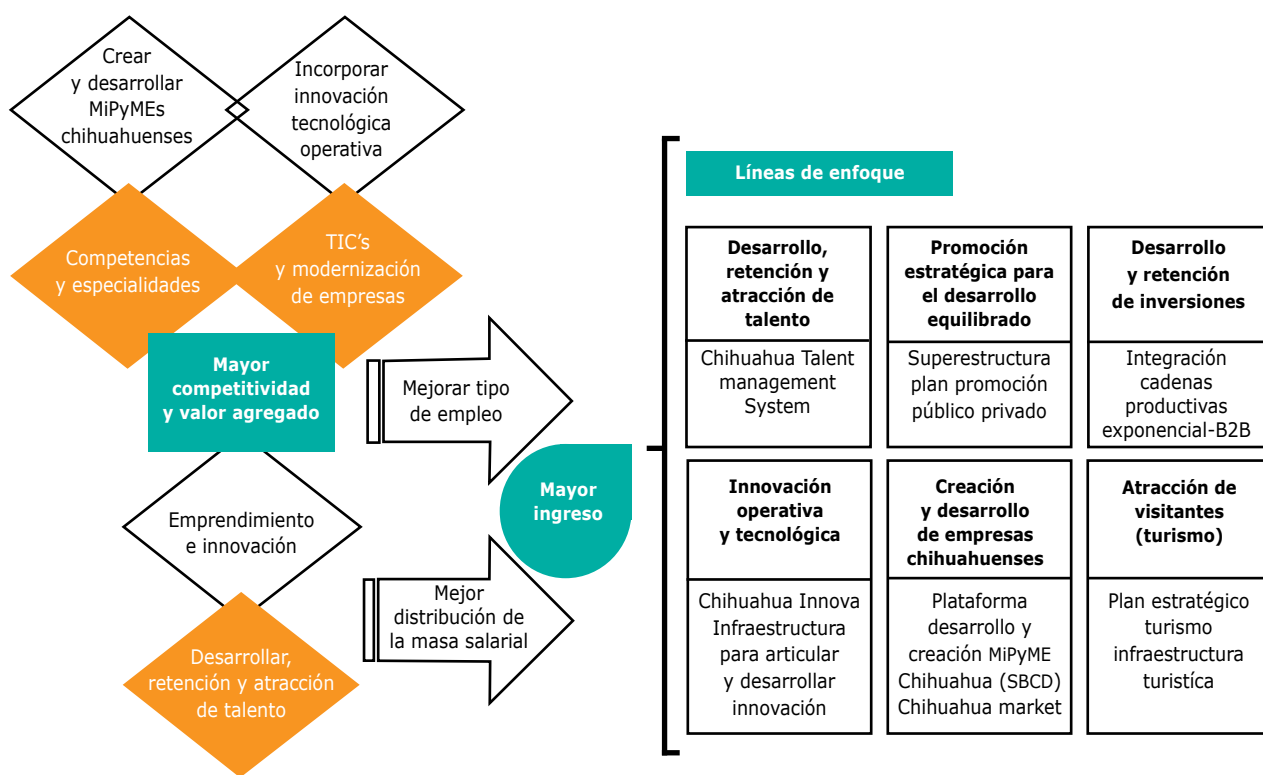 Crear
y desarrollar
MiPyMEs
chihuahuenses
Incorporar
innovación
tecnológica
operativa
Competencias
y especialidades
TIC's
y modernización
de empresas
Mayor
competitividad
y valor agregado
Emprendimiento
e innovación
Desarrollar,
retención y atracción
de talento
Mejorar tipo
de empleo
Mejor
distribución de
la masa salarial
Mayor
ingreso
Líneas de enfoque
Desarrollo,
retención y
atracción de
talento
Chihuahua Talent
management
System
Promoción
estratégica para
el desarrollo
equilibrado
Superestructura
plan promoción
público privado
Desarrollo
y retención
de inversiones
Integración
cadenas
productivas
exponencial-B2B
Innovación
operativa
y tecnológica
Chihuahua Innova
Infraestructura
para articular
y desarrollar
innovación
Creación
y desarrollo
de empresas
chihuahuenses
Plataforma
desarrollo y
creación MiPyME
Chihuahua (SBCD)
Chihuahua market
Atracción de
visitantes
(turismo)
Plan estratégico
turismo
infraestructura
turistíca